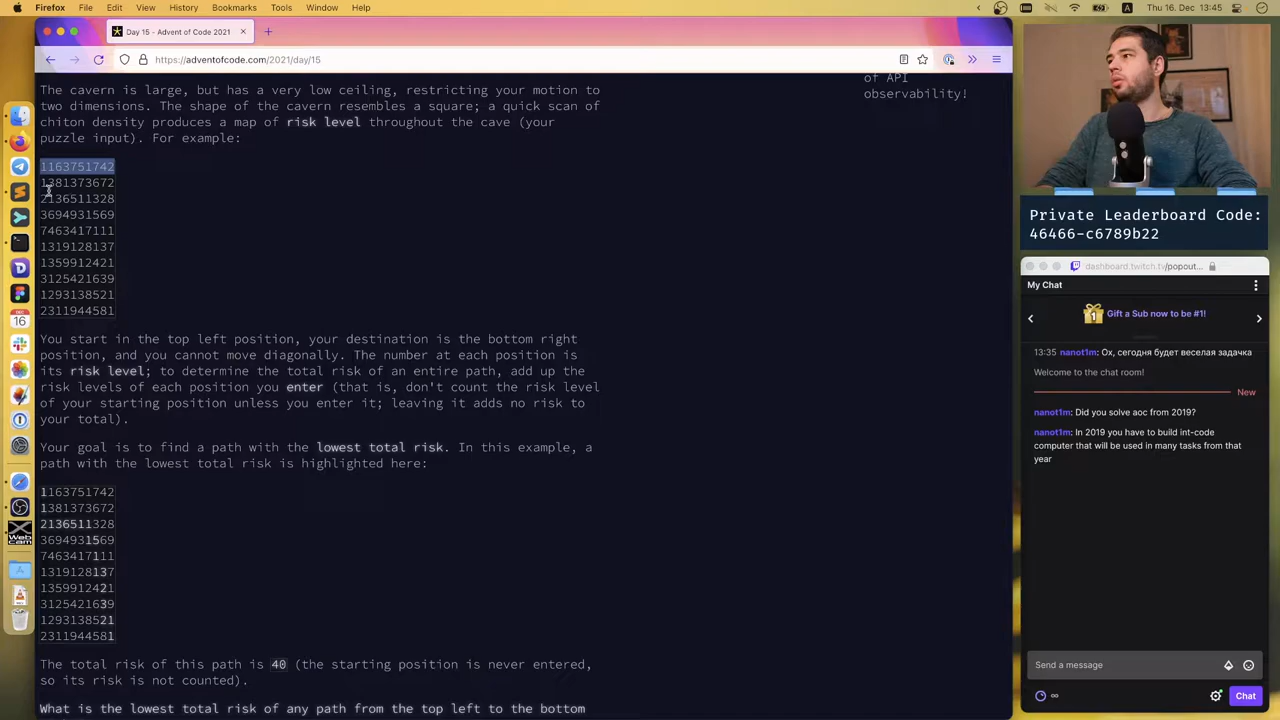 Firefox File Edit View History Bookmarks Tools Window Help
A Thu 16. Dec 13:45
Day 15 - Advent of Code 2021
https://adventofcode.com/2021/day/15
The cavern is large, but has a very low ceiling, restricting your motion to
two dimensions. The shape of the cavern resembles a square; a quick scan of
chiton density produces a map of risk level throughout the cave (your
puzzle input). For example:
1163751742
1381373672
2136511328
3694931569
7463417111
1319128137
1359912421
3125421639
1293138521
2311944581
You start in the top left position, your destination is the bottom right
position, and you cannot move diagonally. The number at each position is
its risk level; to determine the total risk of an entire path, add up the
risk levels of each position you enter (that is, don't count the risk level
of your starting position unless you enter it; leaving it adds no risk to
your total).
Your goal is to find a path with the lowest total risk. In this example, a
path with the lowest total risk is highlighted here:
1163751742
1381373672
2136511328
3694931569
7463417111
1319128137
1359912421
3125421639
1293138521
2311944581
The total risk of this path is 40 (the starting position is never entered,
so its risk is not counted).
What is the lowest total risk of any path from the top left to the bottom
of API
observability!
DEC
16
Web
Cam
Private Leaderboard Code:
46466-c6789b22
dashboard.twitch.tv/popout...
My Chat
1 Gift a Sub now to be #1!
13:35 nanot1m: Ох, сегодня будет веселая задачка
Welcome to the chat room!
New
nanot1m: Did you solve aoc from 2019?
nanot1m: In 2019 you have to build int-code
computer that will be used in many tasks from that
year
Send a message
∞ Chat